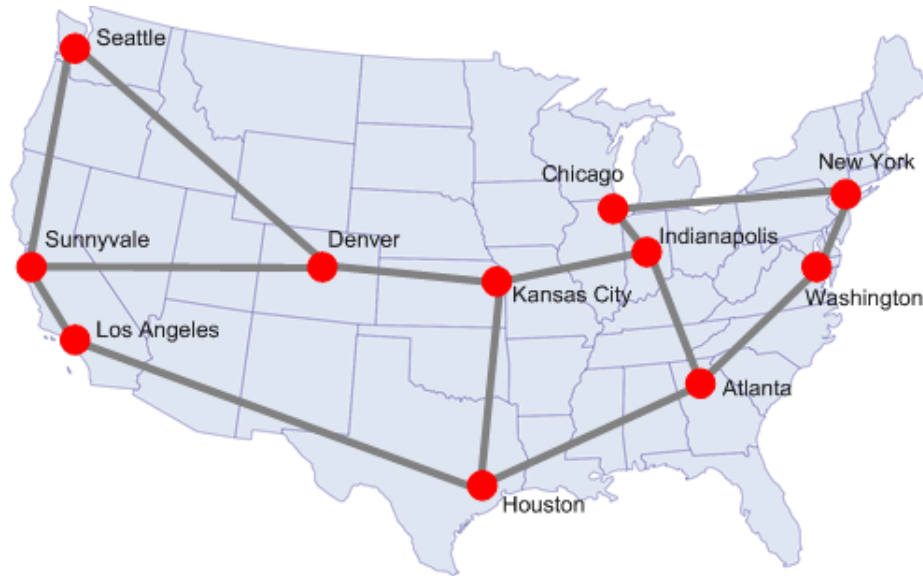 Seattle
New York
Chicago
Sunnyvale
Denver
Indianapolis
Kansas City
Washington
Los Angeles
Atlanta
Houston